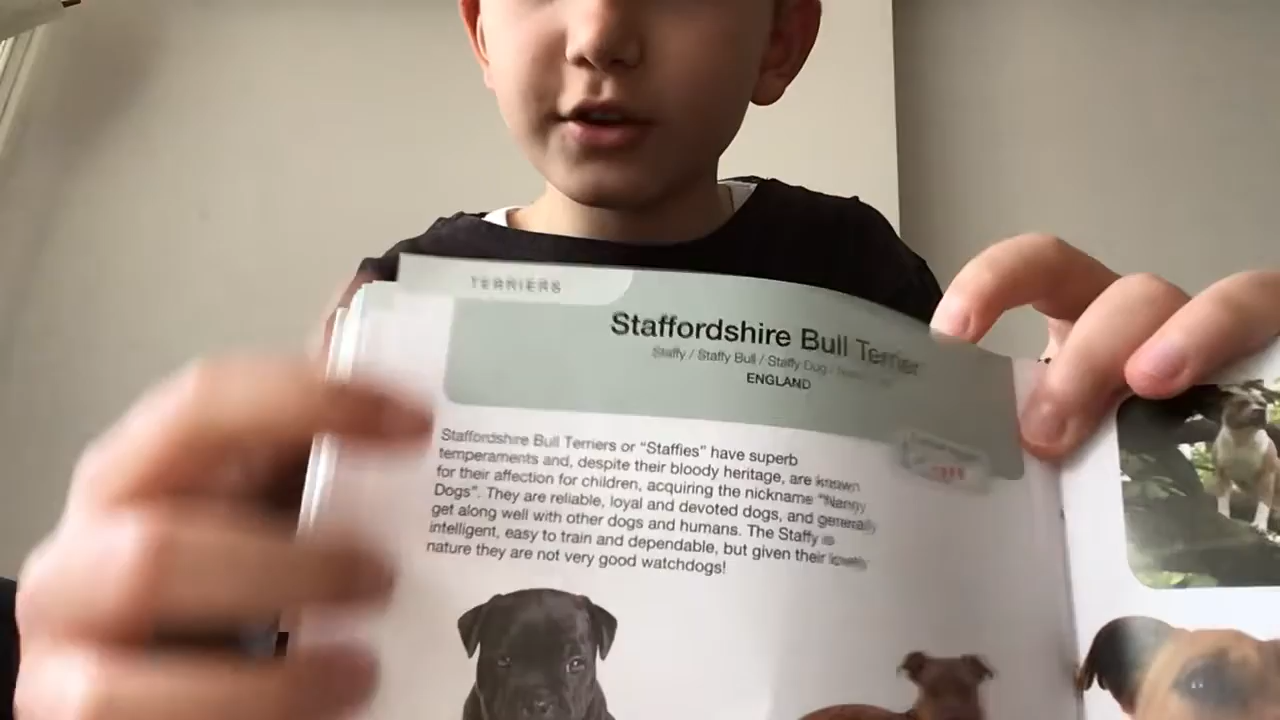 TERRIERS
Staffordshire Bull Terrier
Staffy / Staffy Bull / Staffy Dog /
ENGLAND
Staffordshire Bull Terriers or "Staffies" have superb
temperaments and, despite their bloody heritage, are known
for their affection for children, acquiring the nickname "Nanny
Dogs". They are reliable, loyal and devoted dogs, and generally
get along well with other dogs and humans. The Staffy is
intelligent, easy to train and dependable, but given their
nature they are not very good watchdogs!